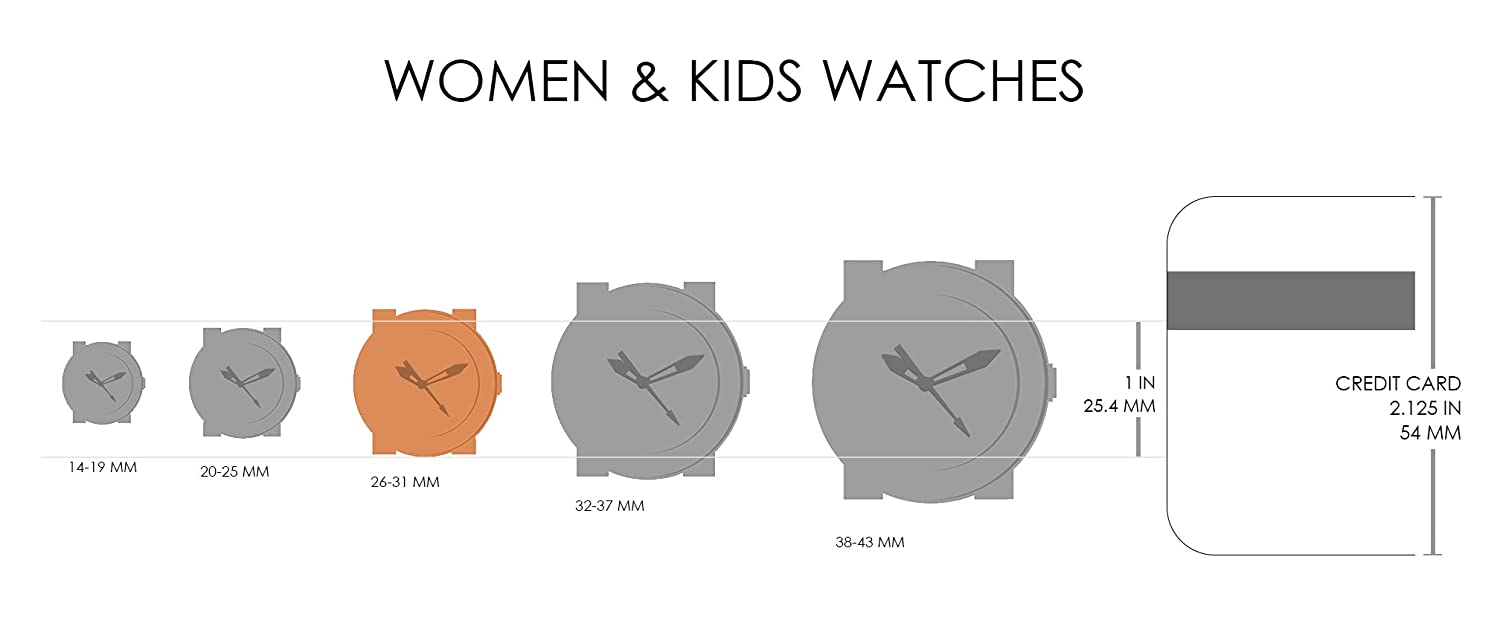 WOMEN & KIDS WATCHES
14-19 MM
20-25 MM
26-31 MM
32-37 MM
38-43 MM
1 IN
25.4 MM
CREDIT CARD
2.125 IN
54 MM